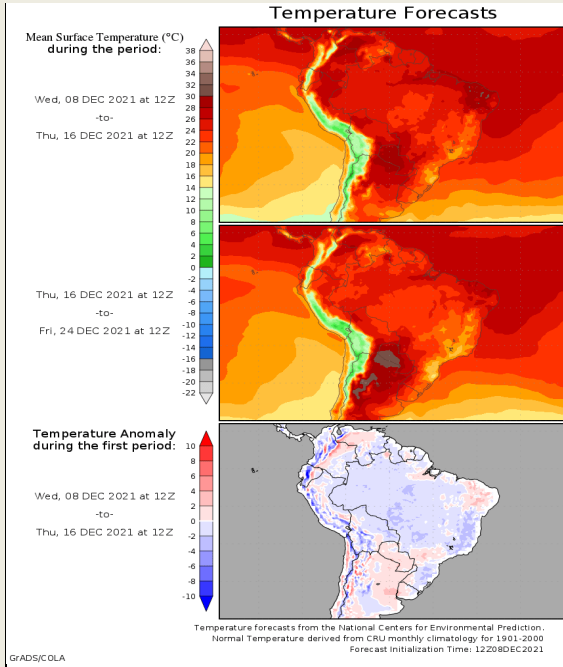 Temperature Forecasts
Mean Surface Temperature (°C)
during the period:
38
36
34
32
30
28
26
24
22
20
18
16
14
12
10
8
6
4
2
0
-2
-4
-6
-8
-10
-12
-14
-16
-18
-20
-22
Wed, 08 DEC 2021 at 12Z
-to-
Thu, 16 DEC 2021 at 12Z
Thu, 16 DEC 2021 at 12Z
-to-
Fri, 24 DEC 2021 at 12Z
Temperature Anomaly
during the first period:
10
8
6
4
2
0
-2
-4
-6
-8
-10
Wed, 08 DEC 2021 at 12Z
-to-
Thu, 16 DEC 2021 at 12Z
Temperature forecasts from the National Centers for Environmental Prediction.
Normal Temperature derived from CRU monthly climatology for 1901-2000
Forecast Initialization Time: 12Z08DEC2021
GrADS/COLA